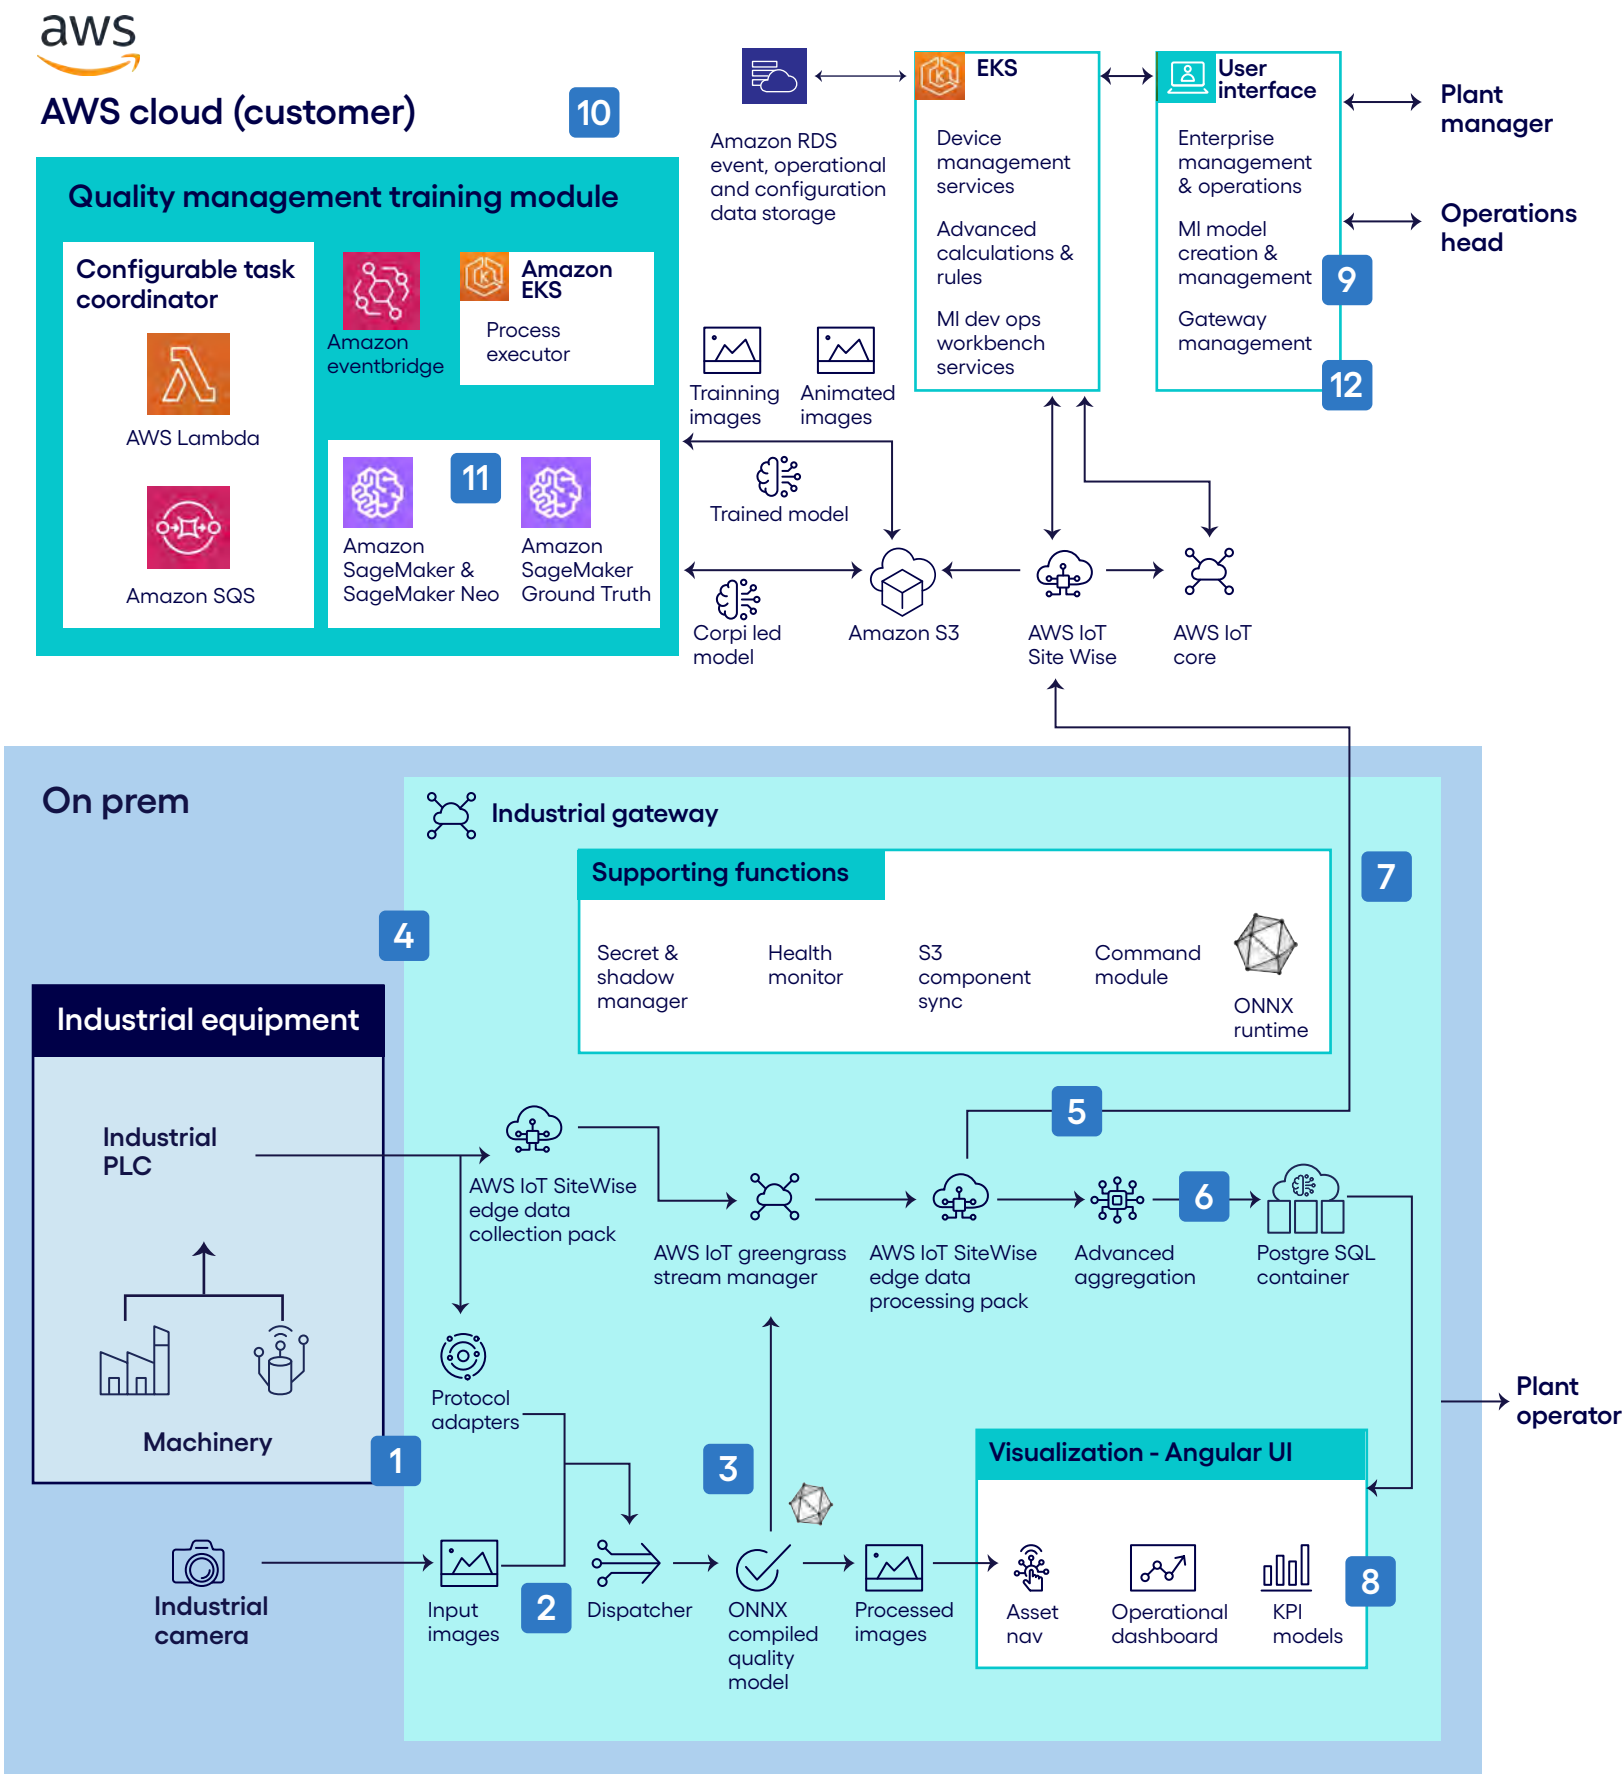 aws
AWS cloud (customer)
10
Quality management training module
Configurable task
coordinator
AWS Lambda
Amazon SQS
Amazon
eventbridge
Amazon
EKS
Process
executor
11
Amazon
SageMaker &
SageMaker Neo
Amazon
SageMaker
Ground Truth
Amazon RDS
event, operational
and configuration
data storage
EKS
Device
management
services
Advanced
calculations &
rules
Ml dev ops
workbench
services
User
interface
Enterprise
management
& operations
Ml model
creation &
management
9
Gateway
management
12
Plant
manager
Operations
head
Trainning
images
Animated
images
Trained model
Corpi led
model
Amazon S3
AWS IoT
Site Wise
AWS IoT
core
On prem
Industrial gateway
Supporting functions
Secret &
shadow
manager
Health
monitor
S3
component
sync
Command
module
ONNX
runtime
7
4
Industrial equipment
Industrial
PLC
Machinery
1
5
AWS IoT SiteWise
edge data
collection pack
AWS IoT greengrass
stream manager
AWS IoT SiteWise
edge data
processing pack
Advanced
aggregation
6
Postgre SQL
container
Protocol
adapters
3
Plant
operator
Visualization - Angular UI
Asset
nav
Operational
dashboard
KPI
models
8
Industrial
camera
Input
images
2
Dispatcher
ONNX
compiled
quality
model
Processed
images